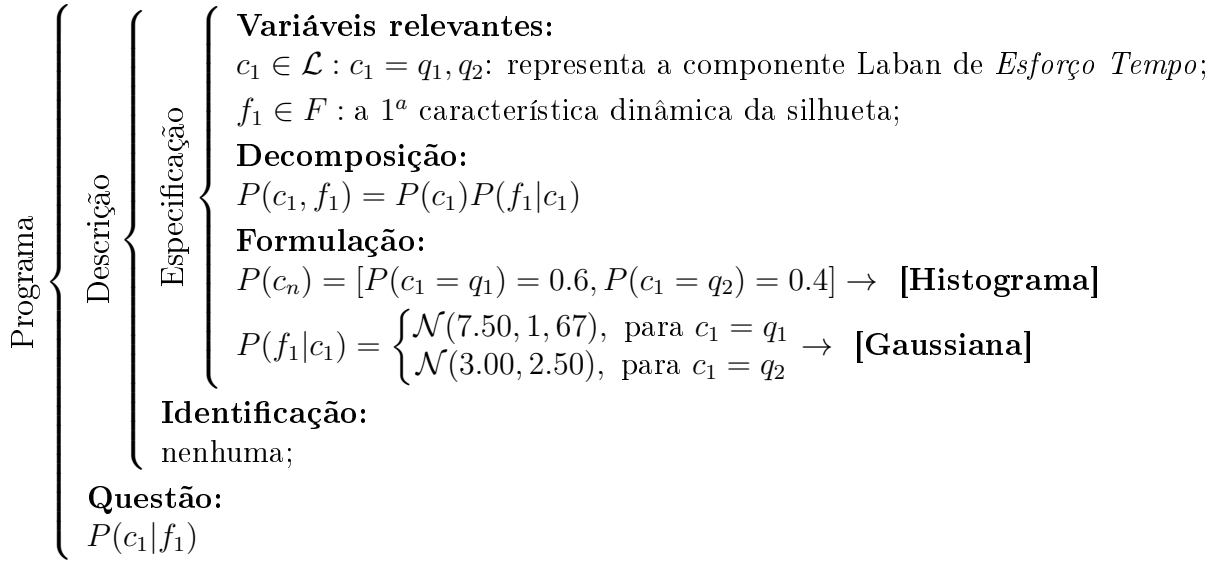 Programa
Descrição
Especificação
Variáveis relevantes:
c₁ ∈ ℒ : c₁ = q₁, q₂: representa a componente Laban de Esforço Tempo;
f₁ ∈ F : a 1ª característica dinâmica da silhueta;
Decomposição:
P(c₁, f₁) = P(c₁)P(f₁|c₁)
Formulação:
P(cₙ) = [P(c₁ = q₁) = 0.6, P(c₁ = q₂) = 0.4] → [Histograma]
P(f₁|c₁) = { 𝒩(7.50, 1, 67), para c₁ = q₁
𝒩(3.00, 2.50), para c₁ = q₂ → [Gaussiana]
Identificação:
nenhuma;
Questão:
P(c₁|f₁)